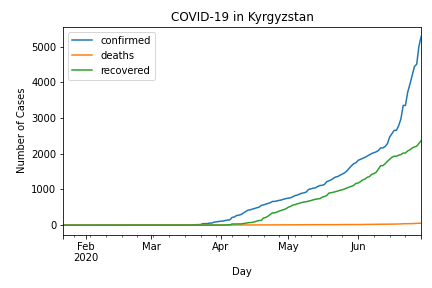 COVID-19 in Kyrgyzstan
confirmed
deaths
recovered
Number of Cases
5000
4000
3000
2000
1000
0
Feb
2020
Mar
Apr
May
Jun
Day